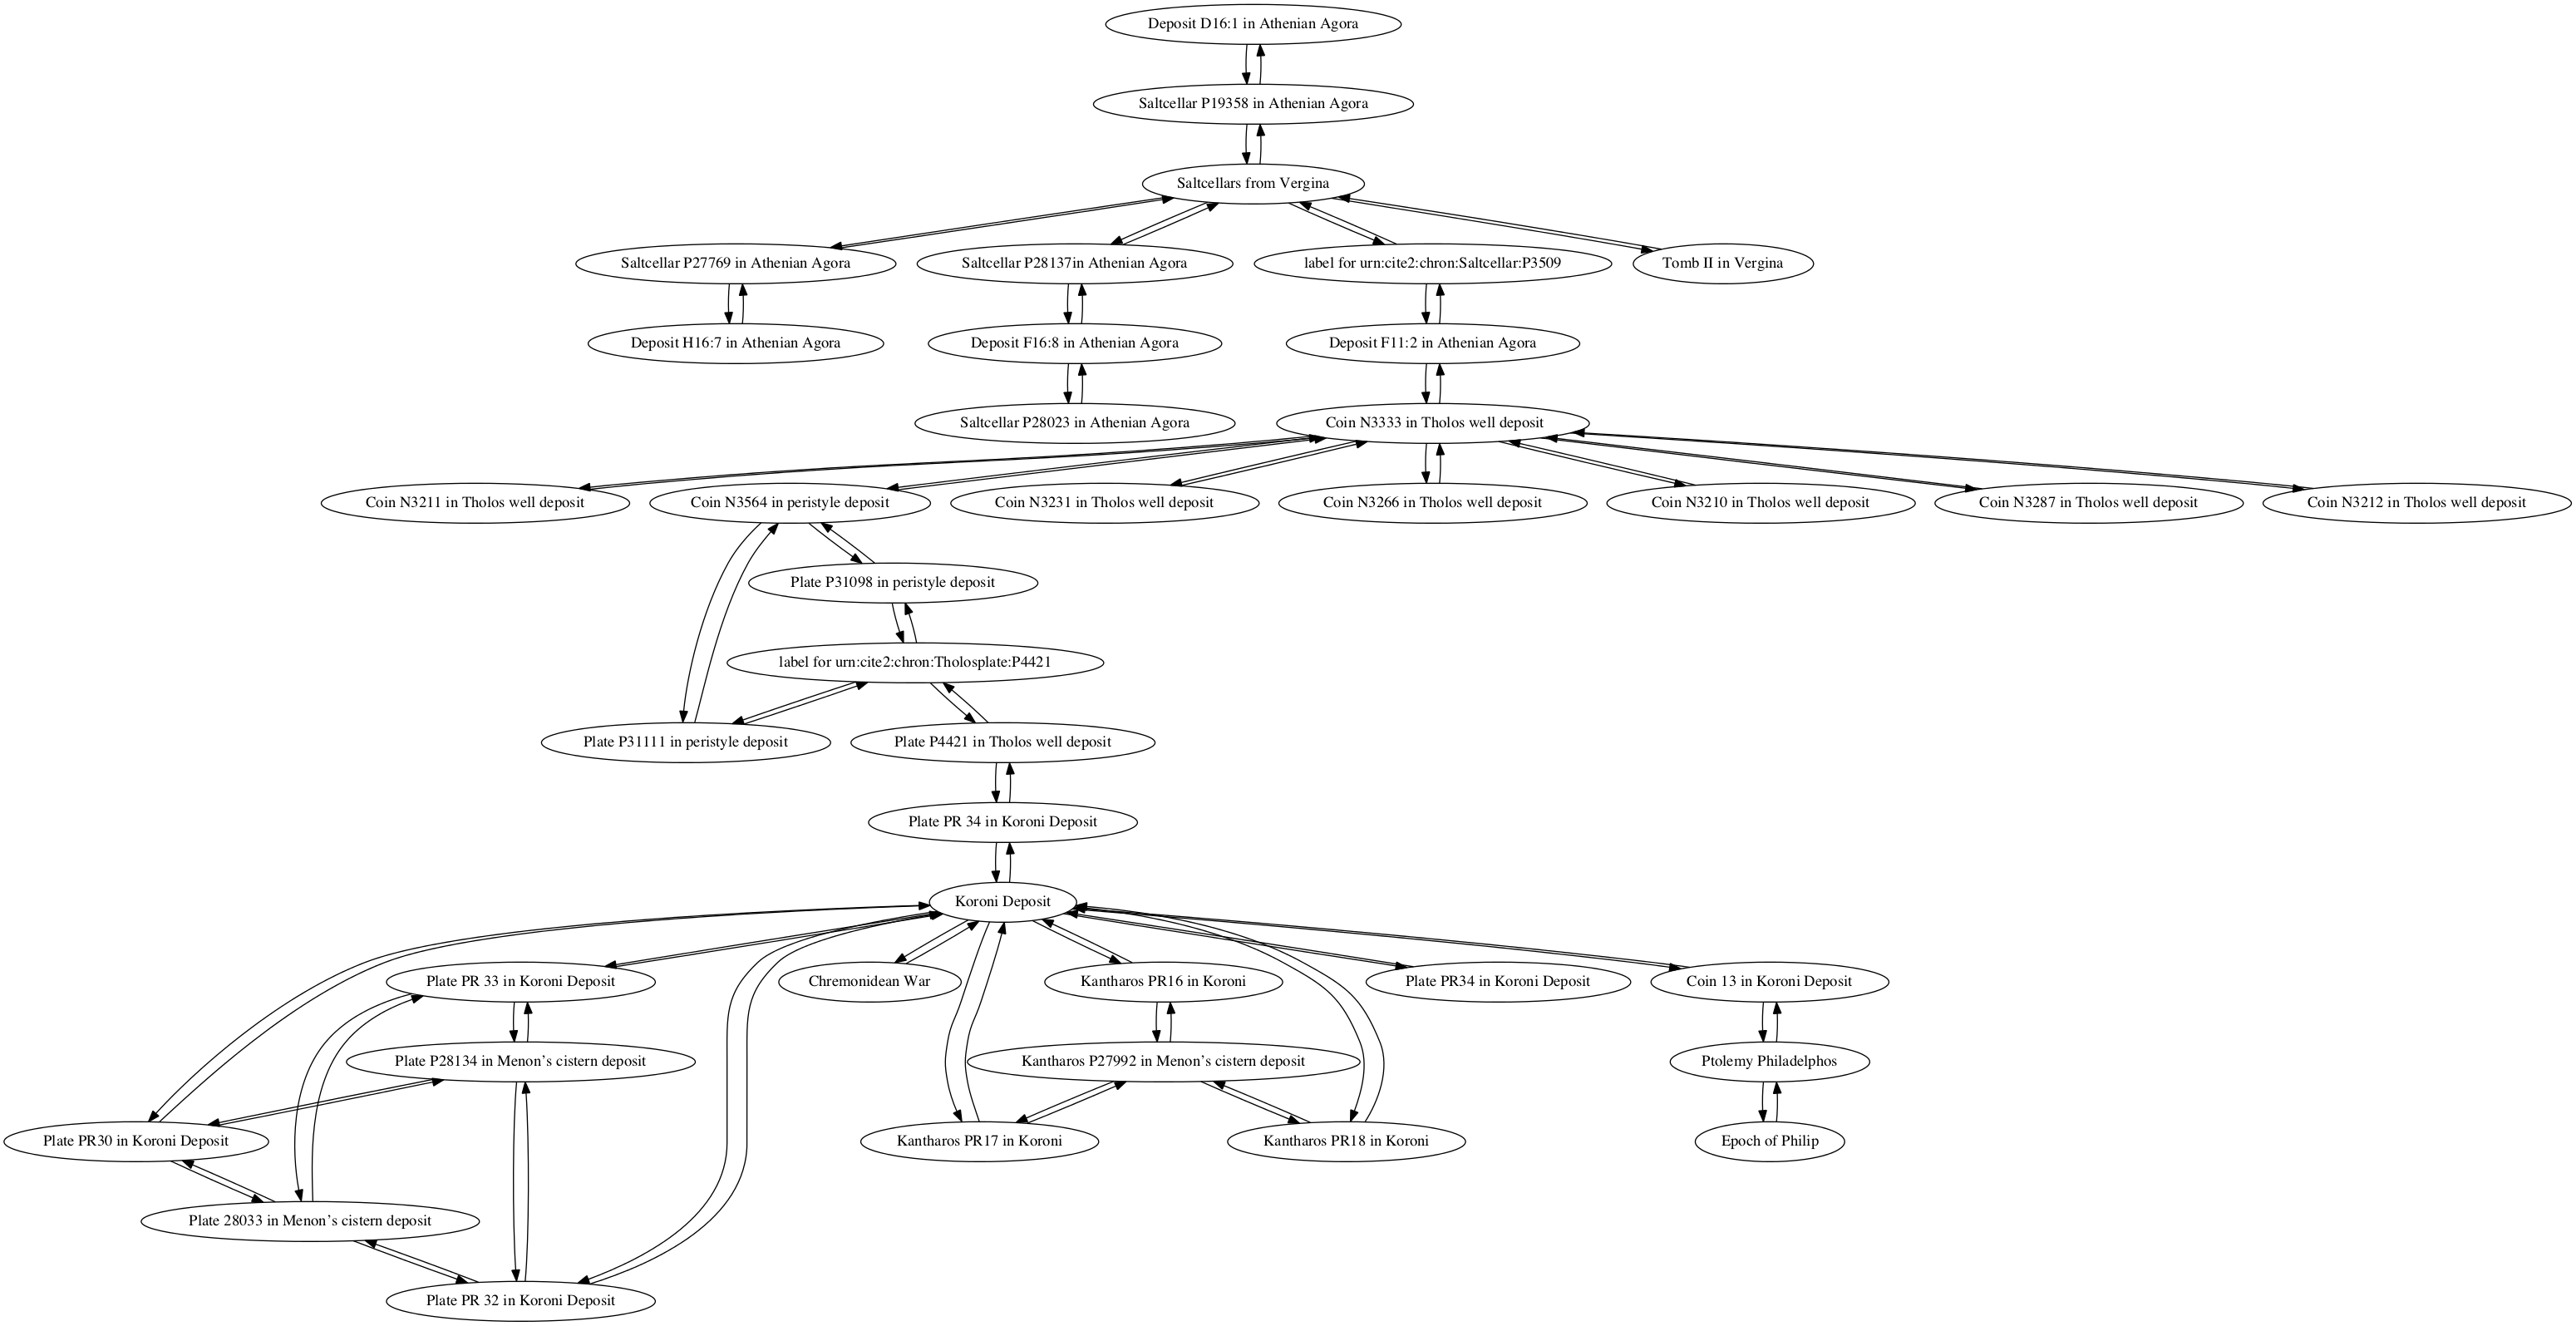 Deposit D16:1 in Athenian Agora
Saltcellar P19358 in Athenian Agora
Saltcellars from Vergina
Saltcellar P27769 in Athenian Agora
Saltcellar P28137in Athenian Agora
label for urn:cite2:chron:Saltcellar:P3509
Tomb II in Vergina
Deposit H16:7 in Athenian Agora
Deposit F16:8 in Athenian Agora
Deposit F11:2 in Athenian Agora
Saltcellar P28023 in Athenian Agora
Coin N3333 in Tholos well deposit
Coin N3211 in Tholos well deposit
Coin N3564 in peristyle deposit
Coin N3231 in Tholos well deposit
Coin N3266 in Tholos well deposit
Coin N3210 in Tholos well deposit
Coin N3287 in Tholos well deposit
Coin N3212 in Tholos well deposit
Plate P31098 in peristyle deposit
label for urn:cite2:chron:Tholosplate:P4421
Plate P31111 in peristyle deposit
Plate P4421 in Tholos well deposit
Plate PR 34 in Koroni Deposit
Koroni Deposit
Plate PR 33 in Koroni Deposit
Chremonidean War
Kantharos PR16 in Koroni
Plate PR34 in Koroni Deposit
Coin 13 in Koroni Deposit
Plate P28134 in Menon’s cistern deposit
Kantharos P27992 in Menon’s cistern deposit
Ptolemy Philadelphos
Plate PR30 in Koroni Deposit
Kantharos PR17 in Koroni
Kantharos PR18 in Koroni
Epoch of Philip
Plate 28033 in Menon’s cistern deposit
Plate PR 32 in Koroni Deposit